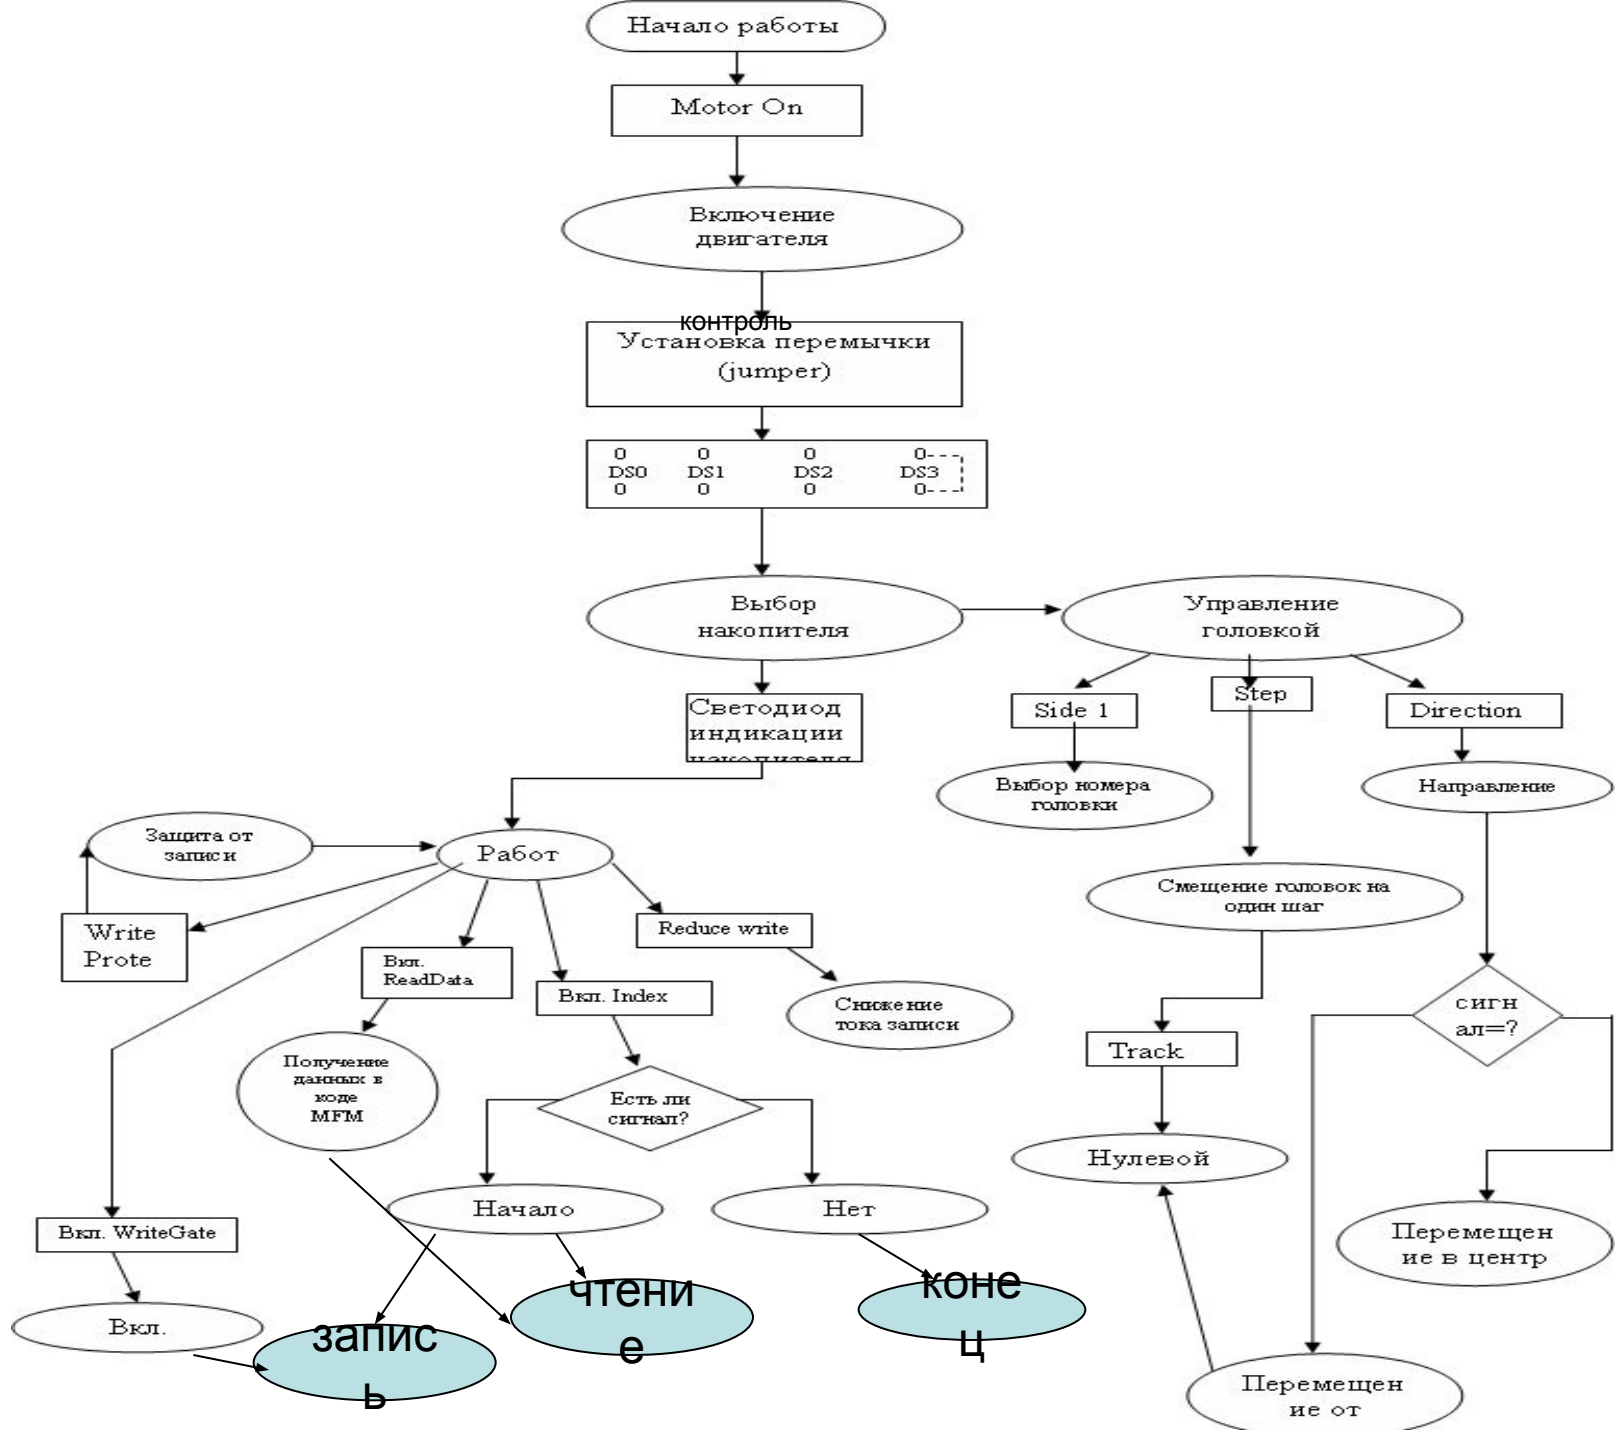 Начало работы
Motor On
Включение
двигателя
контроль
Установка перемычки
(jumper)
0 0 0 0
DS0 DS1 DS2 DS3
0 0 0 0
Выбор
накопителя
Управление
головкой
Светодиод
индикации
накопителя
Side 1
Step
Direction
Выбор номера
головки
Направление
Защита от
записи
Работ
Смещение головок на
один шаг
Write
Prote
Вкл.
ReadData
Вкл. Index
Reduce write
Снижение
тока записи
сигн
ал=?
Track
Получение
данных в
коде
MFM
Есть ли
сигнал?
Нулевой
Начало
Нет
Вкл. WriteGate
Перемещен
ие в центр
Вкл.
запис
ь
чтени
е
коне
ц
Перемещен
ие от